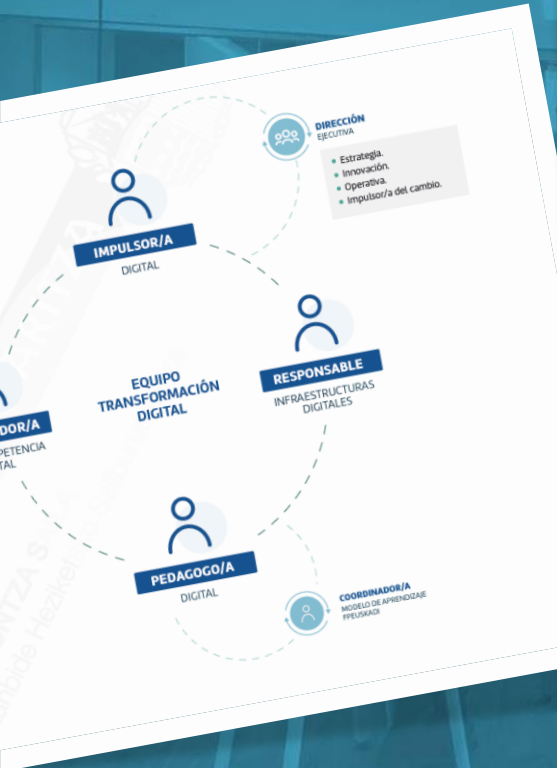 DIRECCIÓN
EJECUTIVA
• Estrategia.
• Innovación.
• Operativa.
• Impulsor/a del cambio.
IMPULSOR/A
DIGITAL
RESPONSABLE
INFRAESTRUCTURAS
DIGITALES
EQUIPO
TRANSFORMACIÓN
DIGITAL
DOR/A
PETENCIA
TAL
PEDAGOGO/A
DIGITAL
COORDINADOR/A
MODELO DE APRENDIZAJE
FPEUSKADI